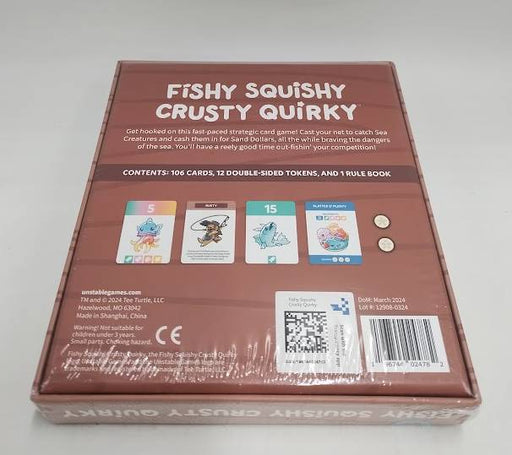 FiSHY SQUiSHY
CRUSTY QUiRKY
Get hooked on this fast-paced strategic card game! Cast your net to catch Sea
Creatures and cash them in for Sand Dollars, all the while braving the dangers
of the sea. You'll have a reely good time out-fishin' your competition!
CONTENTS: 106 CARDS, 12 DOUBLE-SIDED TOKENS, AND 1 RULE BOOK
5
15
unstablegames.com
TM and © 2024 Tee Turtle, LLC
Hazelwood, MO 63042
Made in Shanghai, China
Warning! Not suitable for
children under 3 years.
Small parts. Choking hazard.
CE
Fishy Squishy
Crusty Quirky
DoM: March 2024
Lot #: 12908-0324
FiSHY SQUiSHY CRUSTY QUiRKY